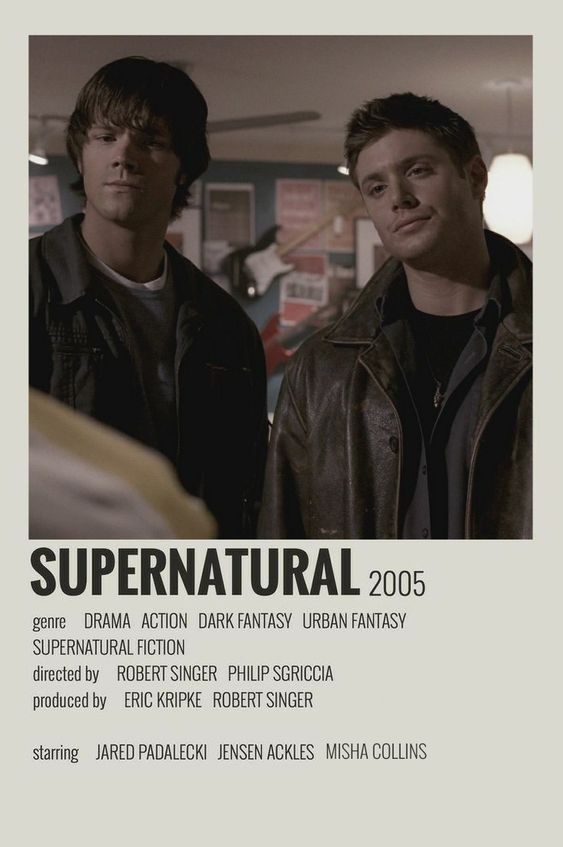 SUPERNATURAL 2005
genre DRAMA ACTION DARK FANTASY URBAN FANTASY
SUPERNATURAL FICTION
directed by ROBERT SINGER PHILIP SGRICCIA
produced by ERIC KRIPKE ROBERT SINGER
starring JARED PADALECKI JENSEN ACKLES MISHA COLLINS